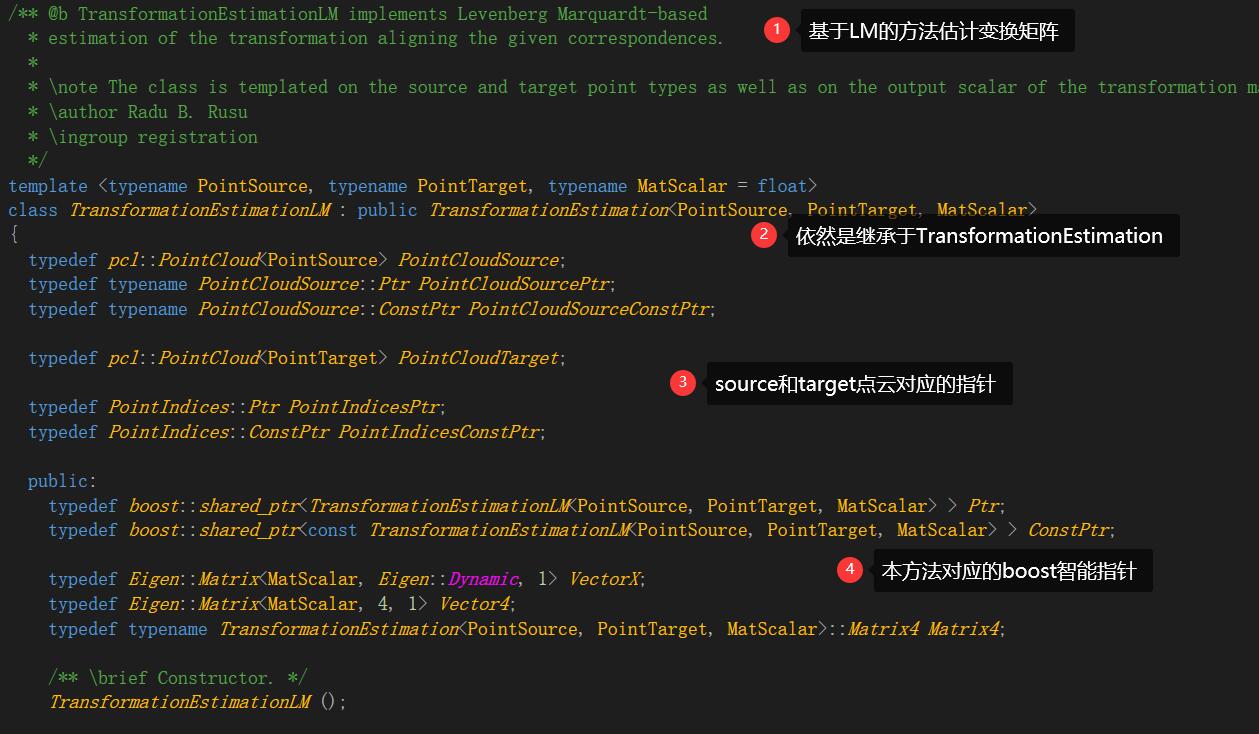 /** @b TransformationEstimationLM implements Levenberg Marquardt-based
* estimation of the transformation aligning the given correspondences.
1 基于LM的方法估计变换矩阵
*
* \note The class is templated on the source and target point types as well as on the output scalar of the transformation
* \author Radu B. Rusu
* \ingroup registration
*/
template <typename PointSource, typename PointTarget, typename MatScalar = float>
class TransformationEstimationLM : public TransformationEstimation<PointSource, PointTarget, MatScalar>
{
2 依然是继承于TransformationEstimation
typedef pcl::PointCloud<PointSource> PointCloudSource;
typedef typename PointCloudSource::Ptr PointCloudSourcePtr;
typedef typename PointCloudSource::ConstPtr PointCloudSourceConstPtr;
typedef pcl::PointCloud<PointTarget> PointCloudTarget;
3 source和target点云对应的指针
typedef PointIndices::Ptr PointIndicesPtr;
typedef PointIndices::ConstPtr PointIndicesConstPtr;
public:
typedef boost::shared_ptr<TransformationEstimationLM<PointSource, PointTarget, MatScalar> > Ptr;
typedef boost::shared_ptr<const TransformationEstimationLM<PointSource, PointTarget, MatScalar> > ConstPtr;
4 本方法对应的boost智能指针
typedef Eigen::Matrix<MatScalar, Eigen::Dynamic, 1> VectorX;
typedef Eigen::Matrix<MatScalar, 4, 1> Vector4;
typedef typename TransformationEstimation<PointSource, PointTarget, MatScalar>::Matrix4 Matrix4;
/** \brief Constructor. */
TransformationEstimationLM ();